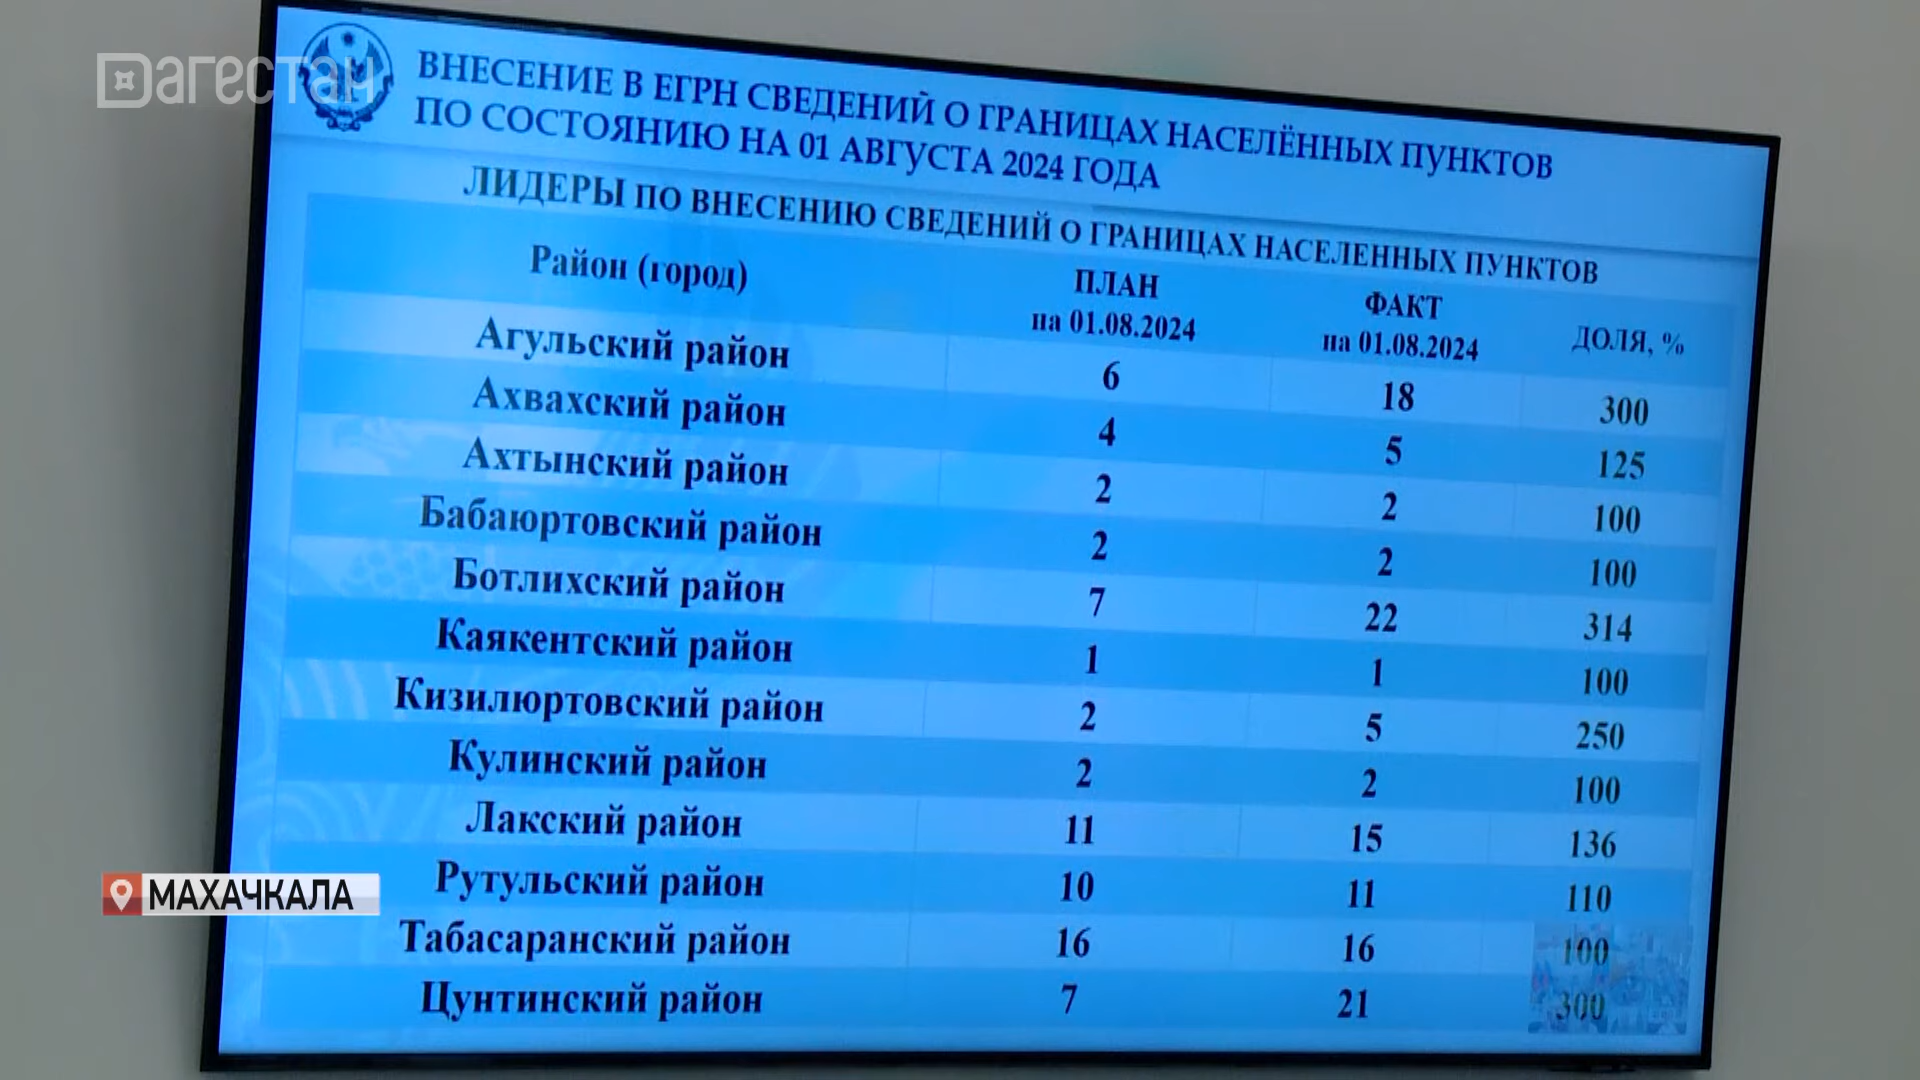 Дагестан
ВНЕСЕНИЕ В ЕГРН СВЕДЕНИЙ О ГРАНИЦАХ НАСЕЛЁННЫХ ПУНКТОВ
ПО СОСТОЯНИЮ НА 01 АВГУСТА 2024 ГОДА
ЛИДЕРЫ ПО ВНЕСЕНИЮ СВЕДЕНИЙ О ГРАНИЦАХ НАСЕЛЕННЫХ ПУНКТОВ
Район (город) ПЛАН на 01.08.2024 ФАКТ на 01.08.2024 ДОЛЯ, %
Агульский район 6 18 300
Ахвахский район 4 5 125
Ахтынский район 2 2 100
Бабаюртовский район 2 2 100
Ботлихский район 7 22 314
Каякентский район 1 1 100
Кизилюртовский район 2 5 250
Кулинский район 2 2 100
Лакский район 11 15 136
Рутульский район 10 11 110
Табасаранский район 16 16 100
Цунтинский район 7 21 300
МАХАЧКАЛА